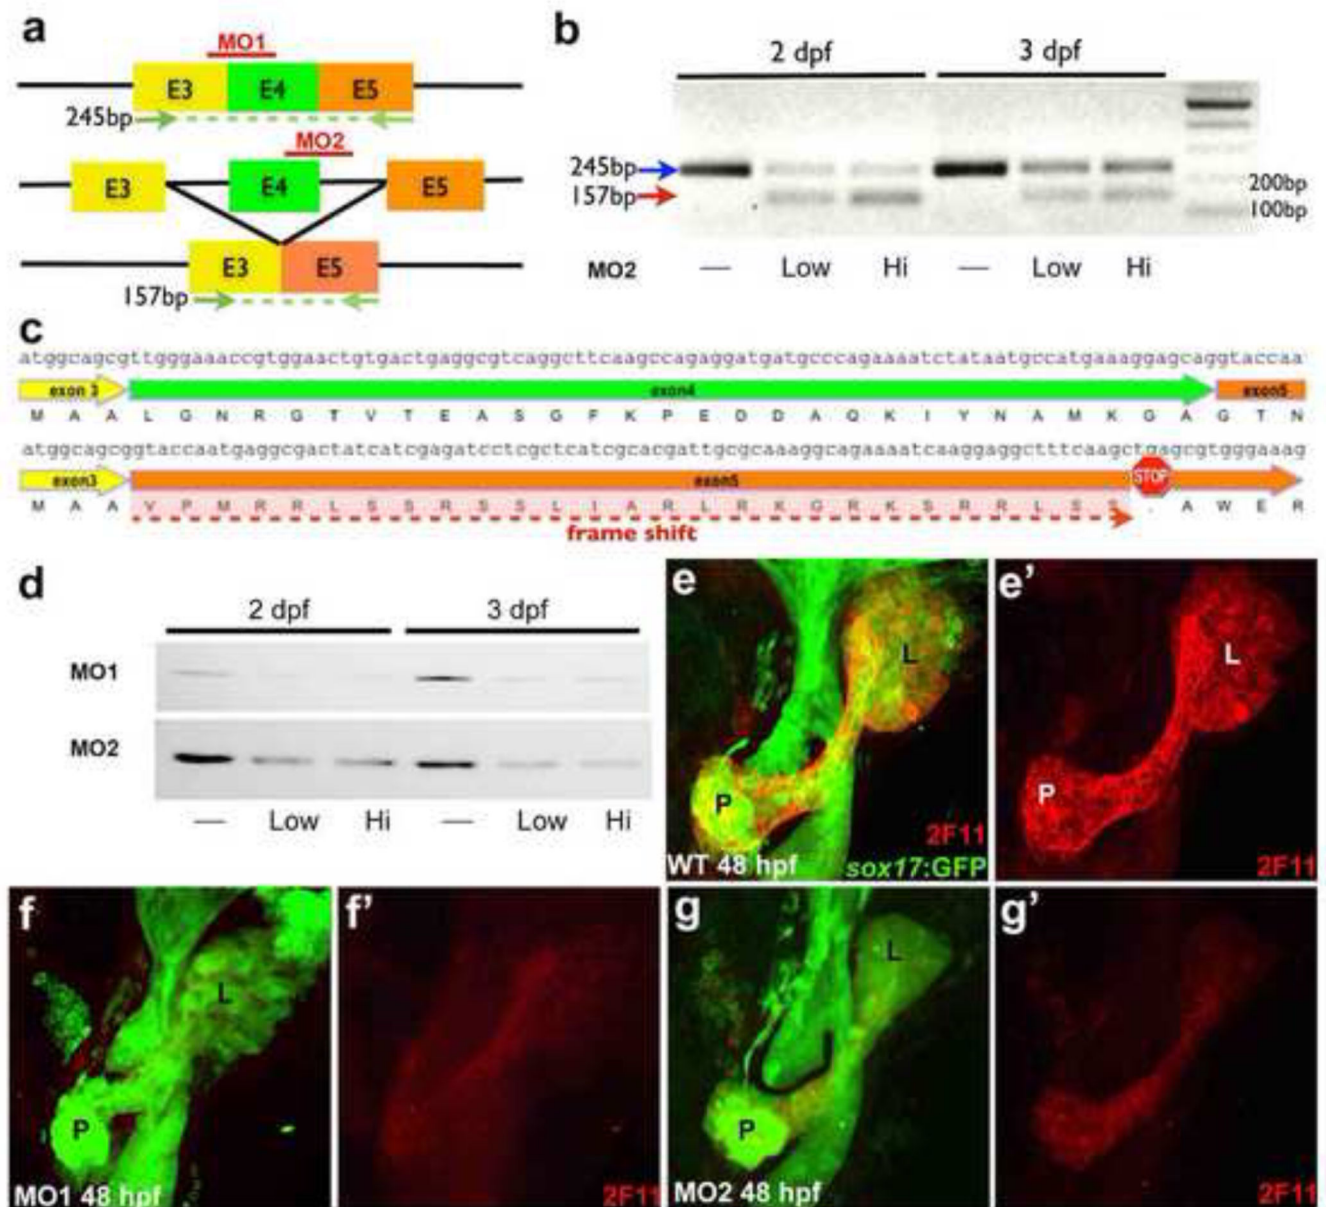 a
MO1
E3 E4 E5
245bp
MO2
E3 E4 E5
E3 E5
157bp
b
2 dpf 3 dpf
245bp
157bp
200bp
100bp
MO2 — Low Hi — Low Hi
c
atggcagcgttgggaaaccgtggaactgtgactgaggcgtcaggcttcaagccagaggatgatgcccagaaaatctataatgccatgaaaggagcaggtaccaa
exon 3 exon4 exon5
M A A L G N R G T V T E A S G F K P E D D A Q K I Y N A M K G A G T N
atggcagcggtaccaatgaggcgactatcatcgagatcctcgctcatcgcacgattgcgcaaaggcagaaaatcaaggaggctttcaagctgagcgtgggaaag
exon3 exon5 STOP
M A A V P M R R L S S R S S L I A R L R K G R K S R R L S S . A W E R
frame shift
d
2 dpf 3 dpf
MO1
MO2
— Low Hi — Low Hi
e
L
P
2F11
WT 48 hpf sox17:GFP
e'
L
P
2F11
f
L
P
MO1 48 hpf
f'
2F11
g
L
P
MO2 48 hpf
g'
2F11